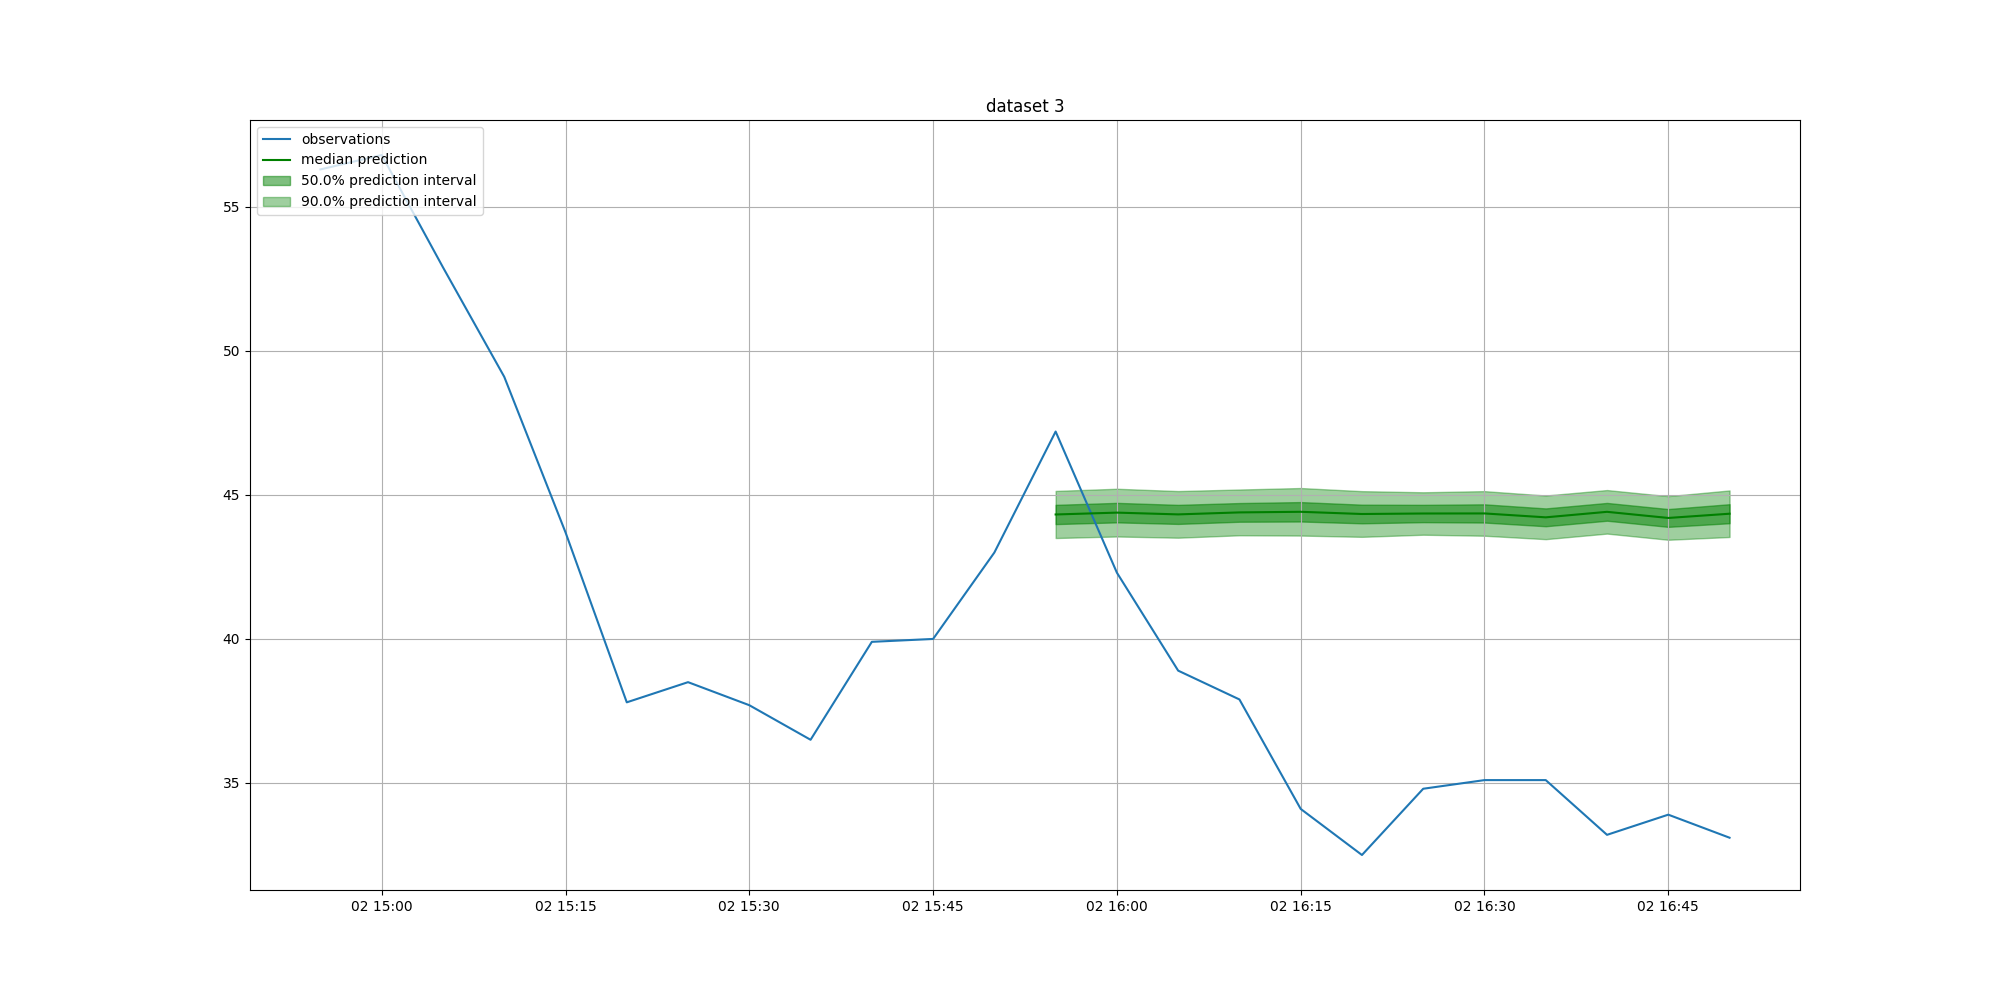 dataset 3
observations
median prediction
50.0% prediction interval
90.0% prediction interval
55
50
45
40
35
02 15:00 02 15:15 02 15:30 02 15:45 02 16:00 02 16:15 02 16:30 02 16:45